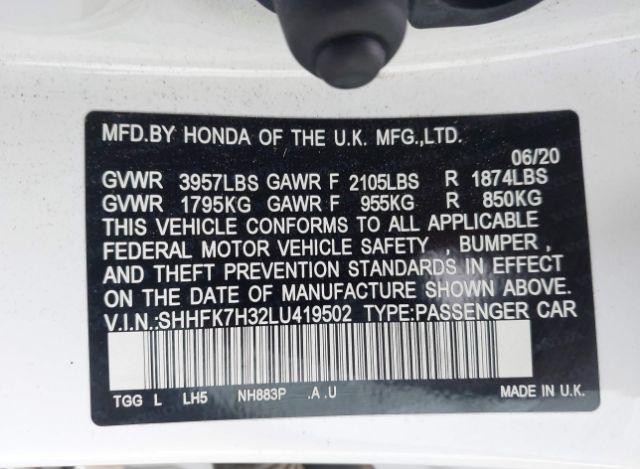 MFD.BY HONDA OF THE U.K. MFG.,LTD.
06/20
GVWR 3957LBS GAWR F 2105LBS R 1874LBS
GVWR 1795KG GAWR F 955KG R 850KG
THIS VEHICLE CONFORMS TO ALL APPLICABLE
FEDERAL MOTOR VEHICLE SAFETY , BUMPER ,
AND THEFT PREVENTION STANDARDS IN EFFECT
ON THE DATE OF MANUFACTURE SHOWN ABOVE.
V.I.N.:SHHFK7H32LU419502 TYPE:PASSENGER CAR
TGG L LH5 NH883P .A .U MADE IN U.K.